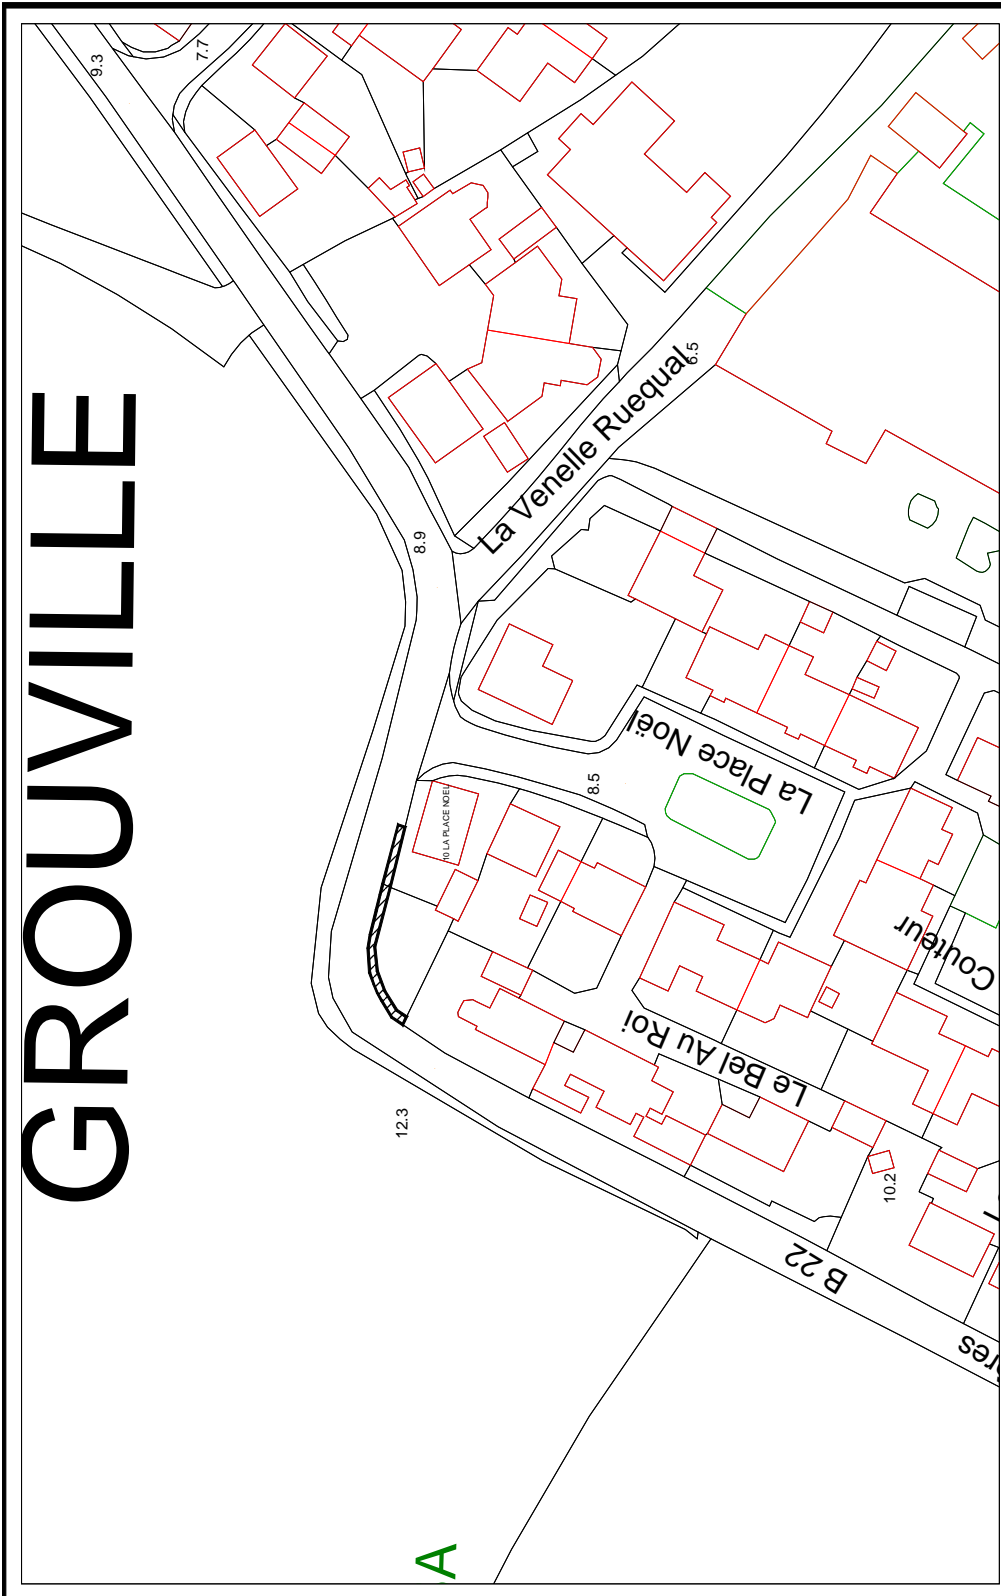 9.3
7.7
GROUVILLE
La Venelle Ruequal
6.5
8.9
La Place Noël
8.5
10 LA PLACE NOEL
Couteur
Le Bel Au Roi
12.3
10.2
B 22
res
A